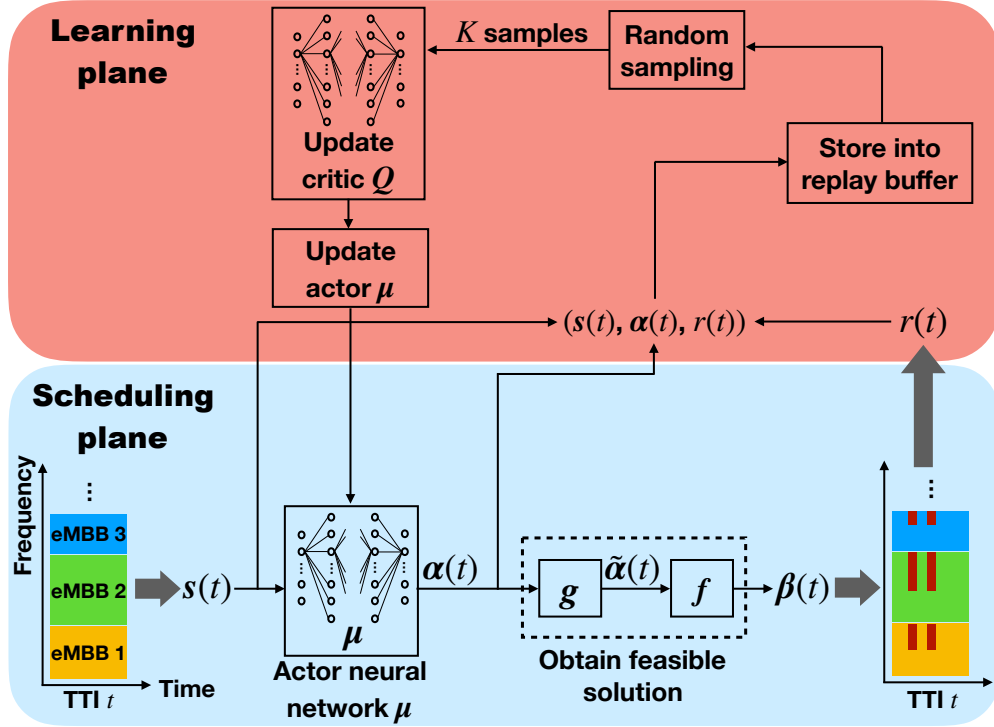 Learning
plane
K samples
Random
sampling
Update
critic Q
Store into
replay buffer
Update
actor μ
(s(t), α(t), r(t))
r(t)
Scheduling
plane
Frequency
...
eMBB 3
eMBB 2
eMBB 1
TTI t
Time
s(t)
μ
Actor neural
network μ
α(t)
g
α̃(t)
f
Obtain feasible
solution
β(t)
...
TTI t